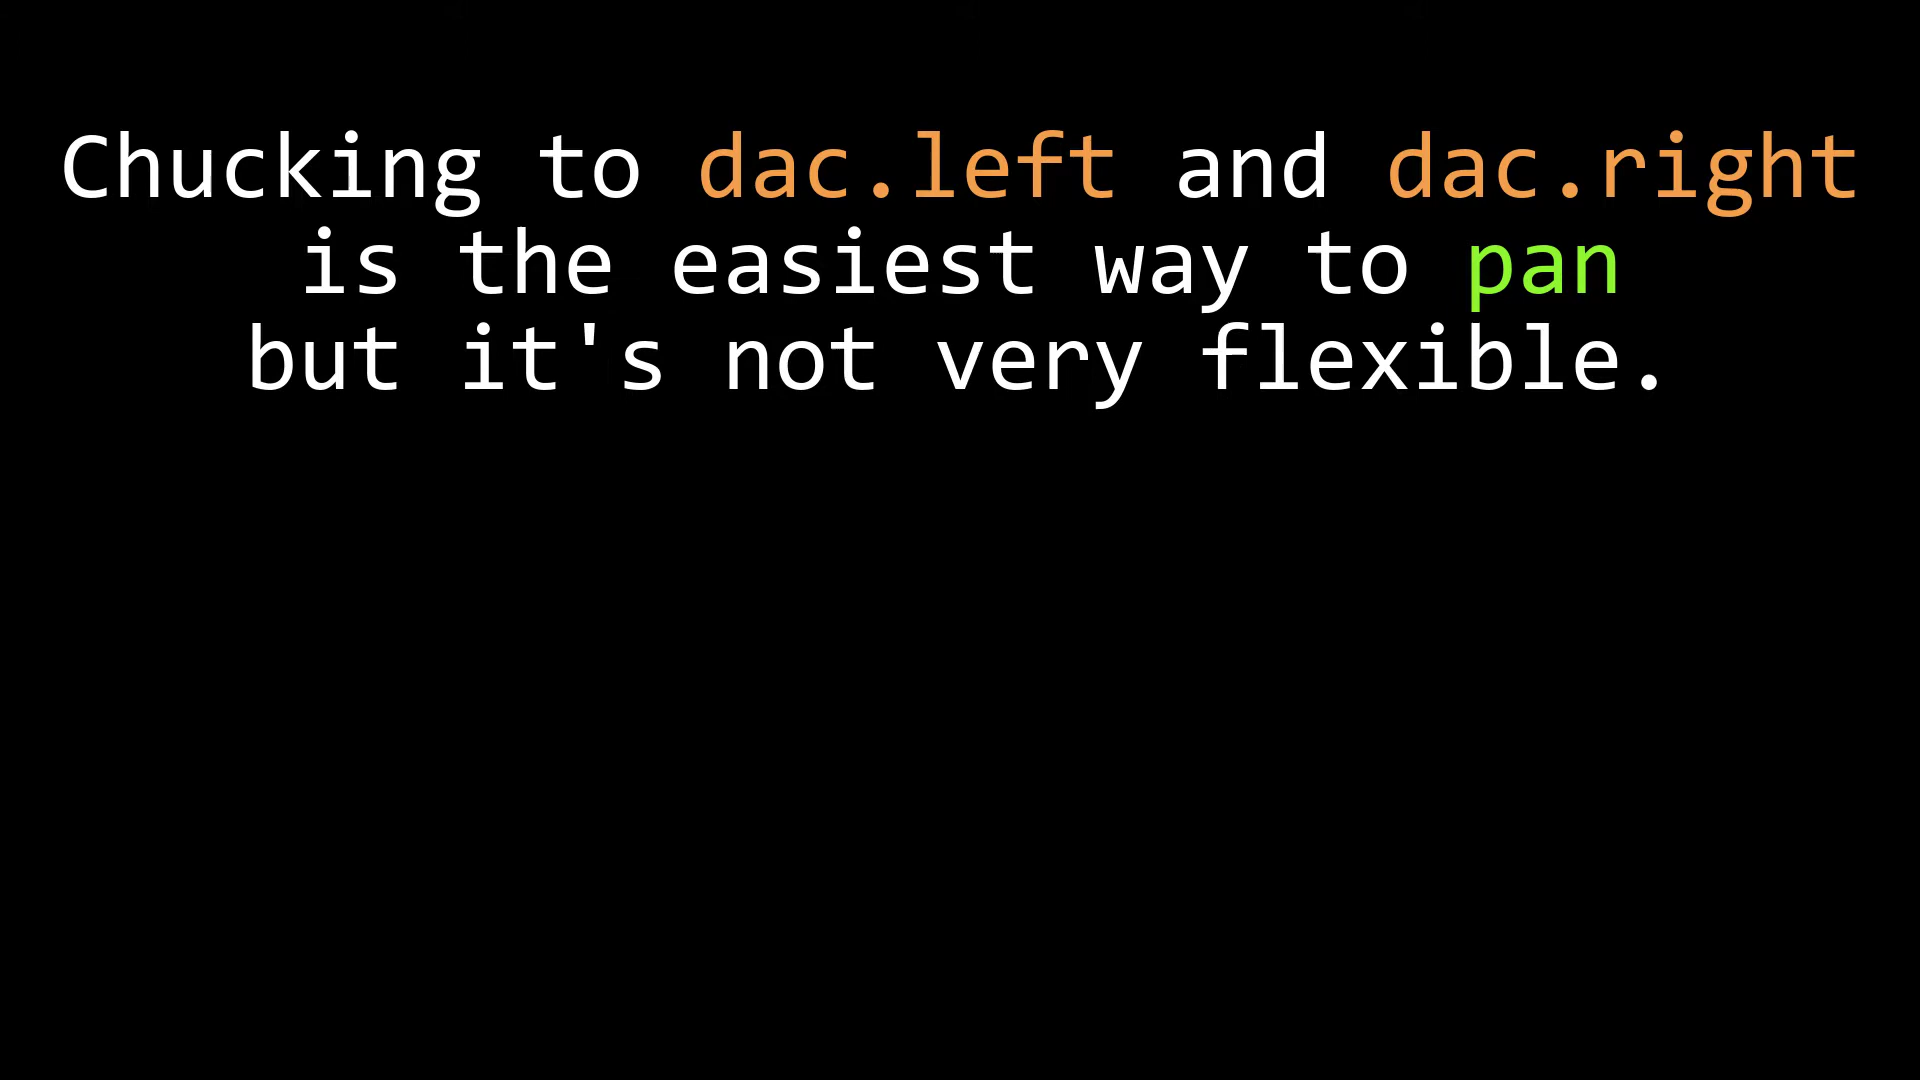 Chucking to dac.left and dac.right
is the easiest way to pan
but it's not very flexible.